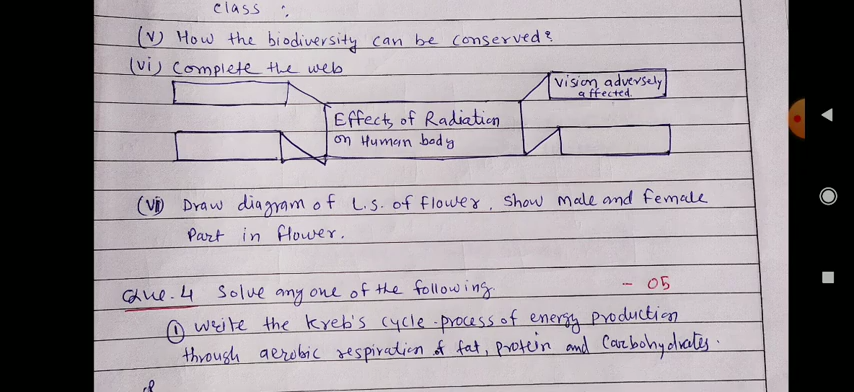 class :
(v) How the biodiversity can be conserved?
(vi) Complete the web
Vision adversely
affected.
Effects of Radiation
on Human body
(vii) Draw diagram of L.S. of flower. Show male and female
Part in flower.
Que. 4 Solve any one of the following. - 05
① Write the Kreb's cycle - process of energy production
through aerobic respiration of fat, protein and Carbohydrates.